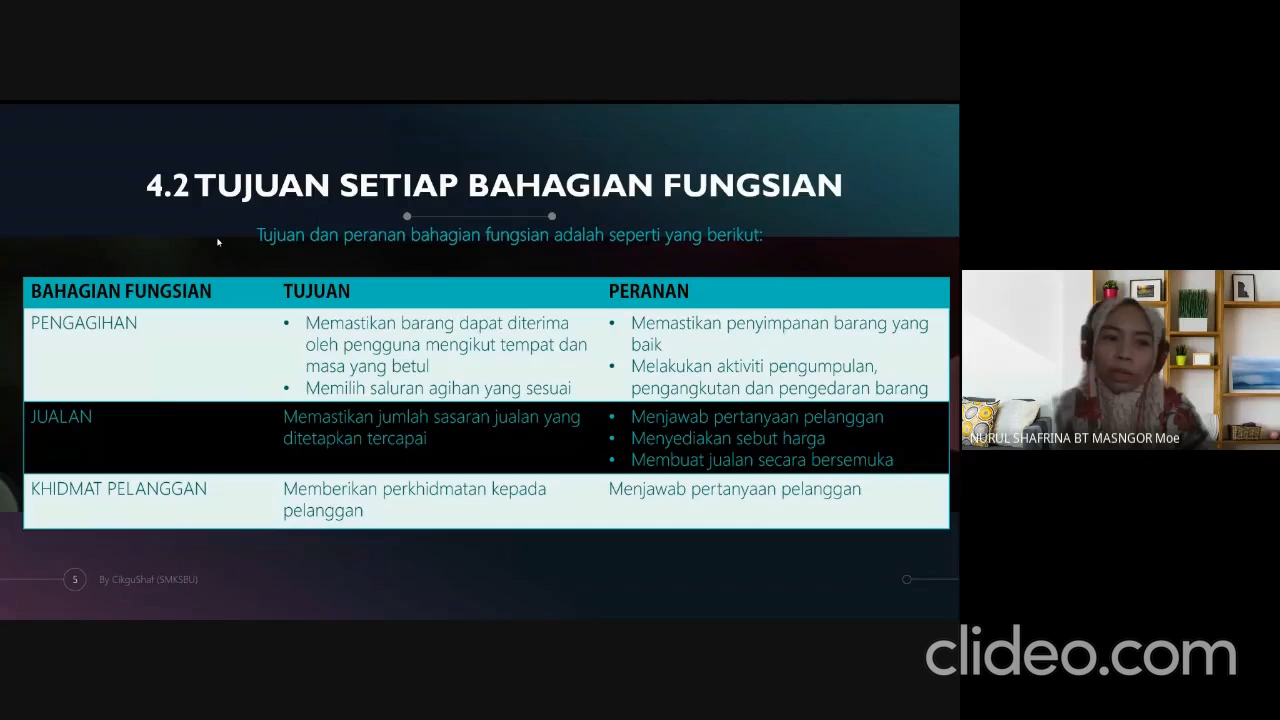 4.2 TUJUAN SETIAP BAHAGIAN FUNGSIAN
Tujuan dan peranan bahagian fungsian adalah seperti yang berikut:
BAHAGIAN FUNGSIAN TUJUAN PERANAN
PENGAGIHAN
• Memastikan barang dapat diterima
oleh pengguna mengikut tempat dan
masa yang betul
• Memilih saluran agihan yang sesuai
• Memastikan penyimpanan barang yang
baik
• Melakukan aktiviti pengumpulan,
pengangkutan dan pengedaran barang
JUALAN
Memastikan jumlah sasaran jualan yang
ditetapkan tercapai
• Menjawab pertanyaan pelanggan
• Menyediakan sebut harga
• Membuat jualan secara bersemuka
KHIDMAT PELANGGAN
Memberikan perkhidmatan kepada
pelanggan
Menjawab pertanyaan pelanggan
5 By CikguShaf (SMKSBU)
NURUL SHAFRINA BT MASNGOR Moe
clideo.com